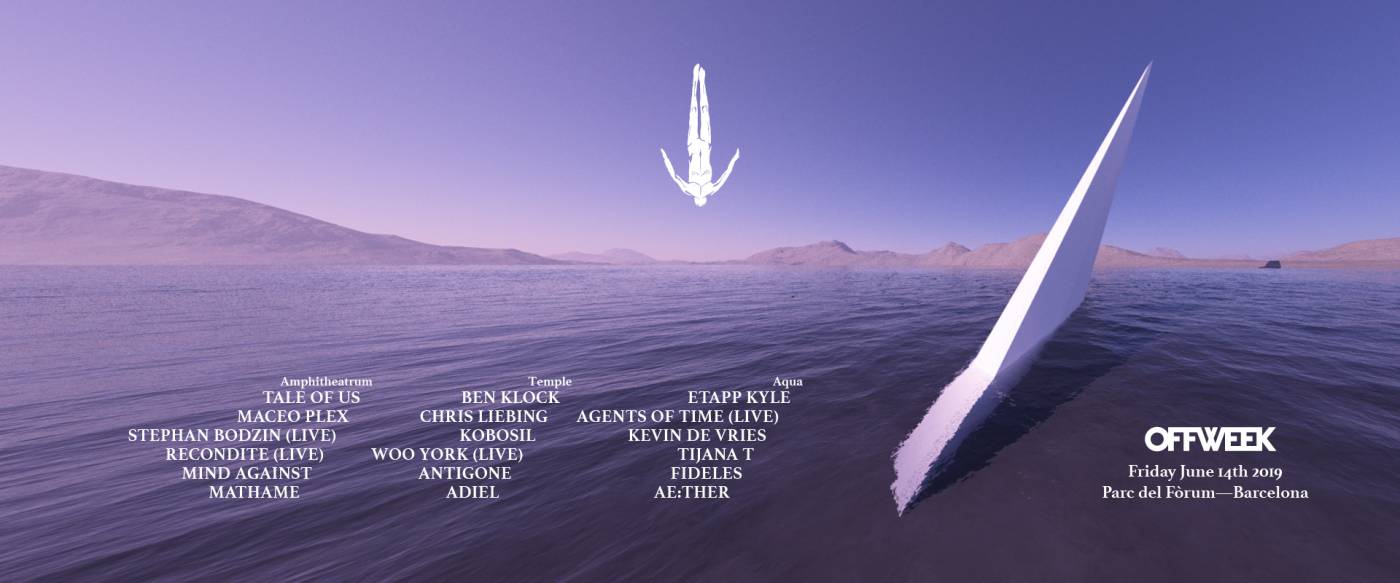 Amphitheatrum
TALE OF US
MACEO PLEX
STEPHAN BODZIN (LIVE)
RECONDITE (LIVE)
MIND AGAINST
MATHAME
Temple
BEN KLOCK
CHRIS LIEBING
KOBOSIL
WOO YORK (LIVE)
ANTIGONE
ADIEL
Aqua
ETAPP KYLE
AGENTS OF TIME (LIVE)
KEVIN DE VRIES
TIJANA T
FIDELES
AE:THER
OFFWEEK
Friday June 14th 2019
Parc del Fòrum—Barcelona